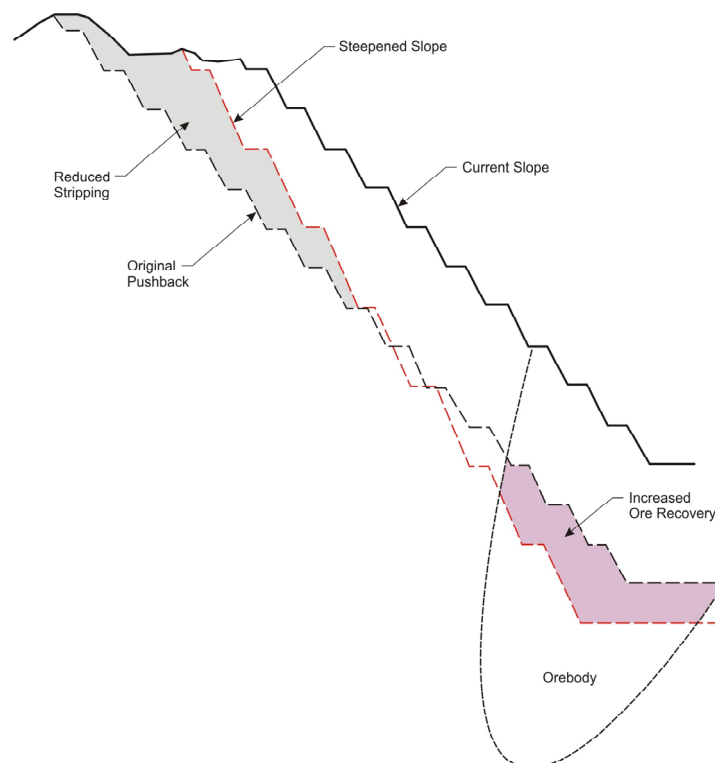 Steepened Slope
Current Slope
Reduced
Stripping
Original
Pushback
Increased
Ore Recovery
Orebody